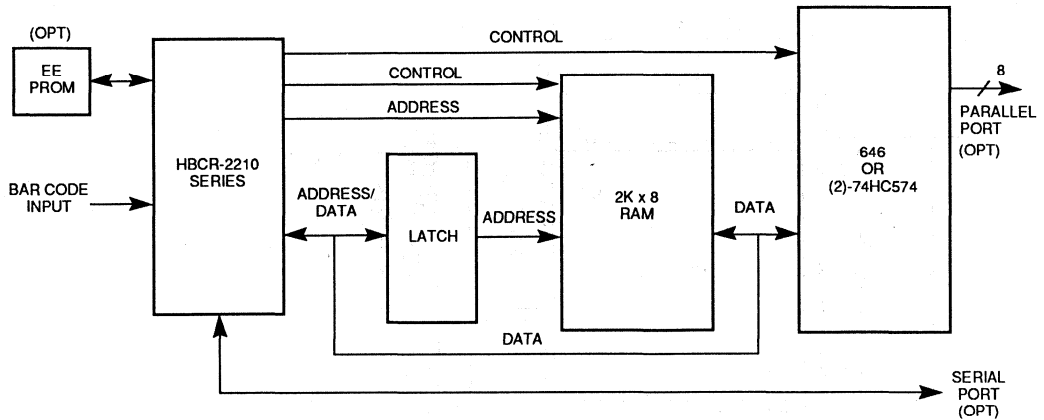 (OPT)
EE
PROM
BAR CODE
INPUT
HBCR-2210
SERIES
CONTROL
CONTROL
ADDRESS
ADDRESS/
DATA
LATCH
ADDRESS
2K x 8
RAM
DATA
DATA
646
OR
(2)-74HC574
8
PARALLEL
PORT
(OPT)
SERIAL
PORT
(OPT)